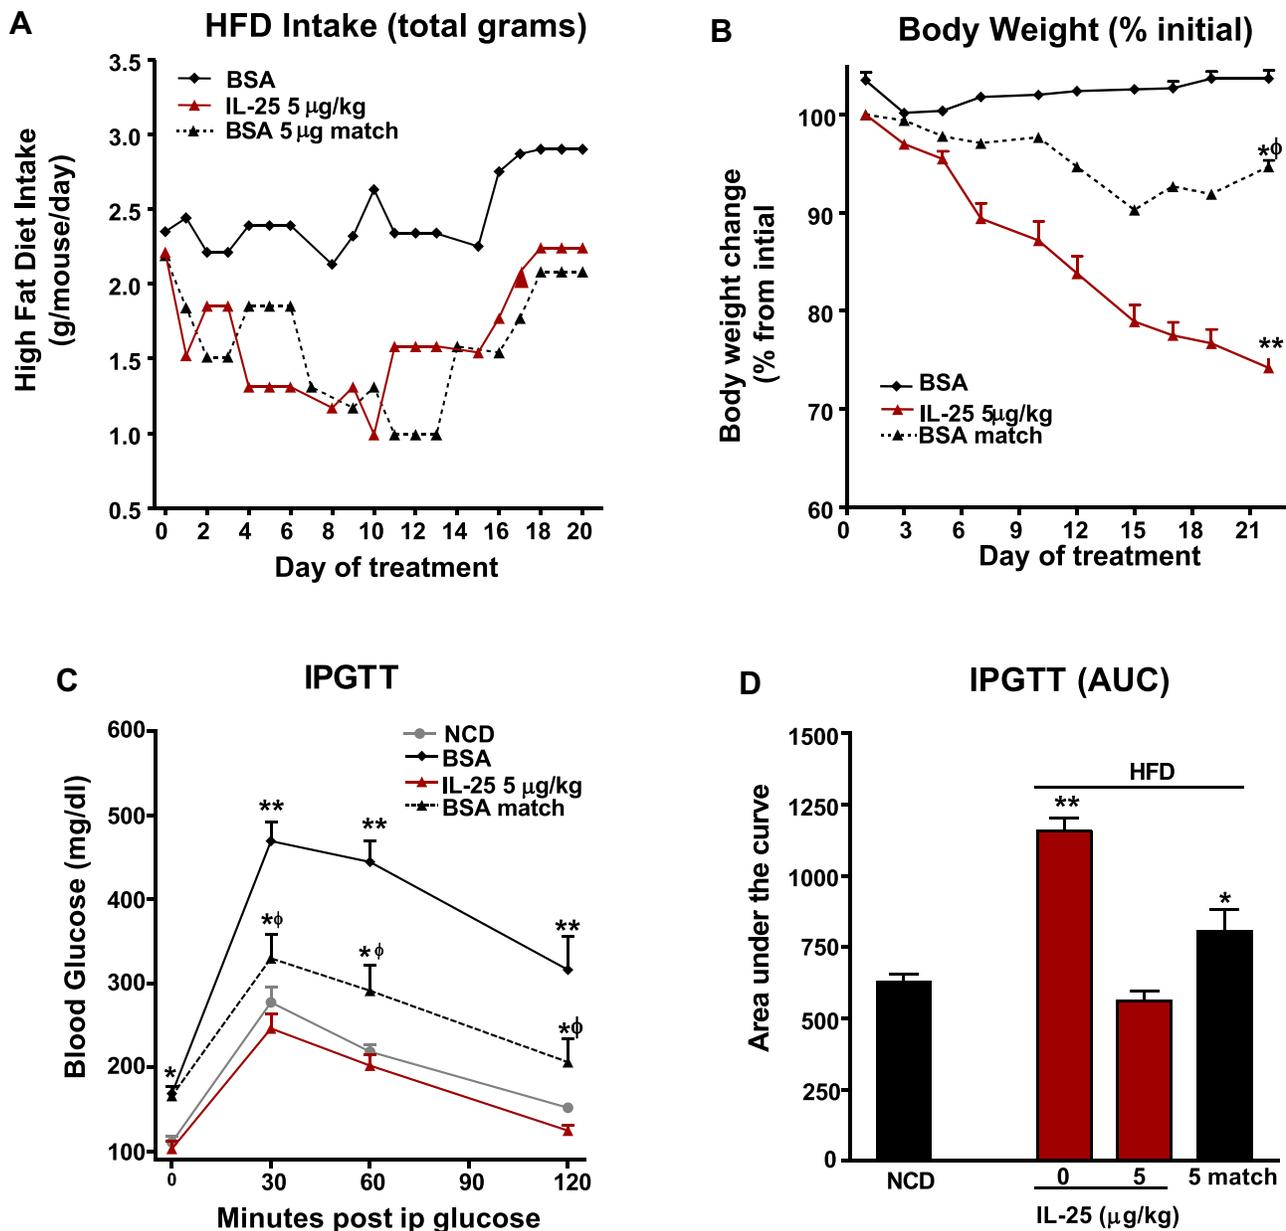 A
HFD Intake (total grams)
High Fat Diet Intake
(g/mouse/day)
3.5
3.0
2.5
2.0
1.5
1.0
0.5
BSA
IL-25 5 μg/kg
BSA 5μg match
0 2 4 6 8 10 12 14 16 18 20
Day of treatment
B
Body Weight (% initial)
Body weight change
(% from intial
100
90
80
70
60
*ϕ
**
BSA
IL-25 5μg/kg
BSA match
0 3 6 9 12 15 18 21
Day of treatment
C
IPGTT
Blood Glucose (mg/dl)
600
500
400
300
200
100
NCD
BSA
IL-25 5 μg/kg
BSA match
** ** **
*ϕ *ϕ *ϕ
*
0 30 60 90 120
Minutes post ip glucose
D
IPGTT (AUC)
Area under the curve
1500
1250
1000
750
500
250
0
HFD
**
*
NCD 0 5 5 match
IL-25 (μg/kg)